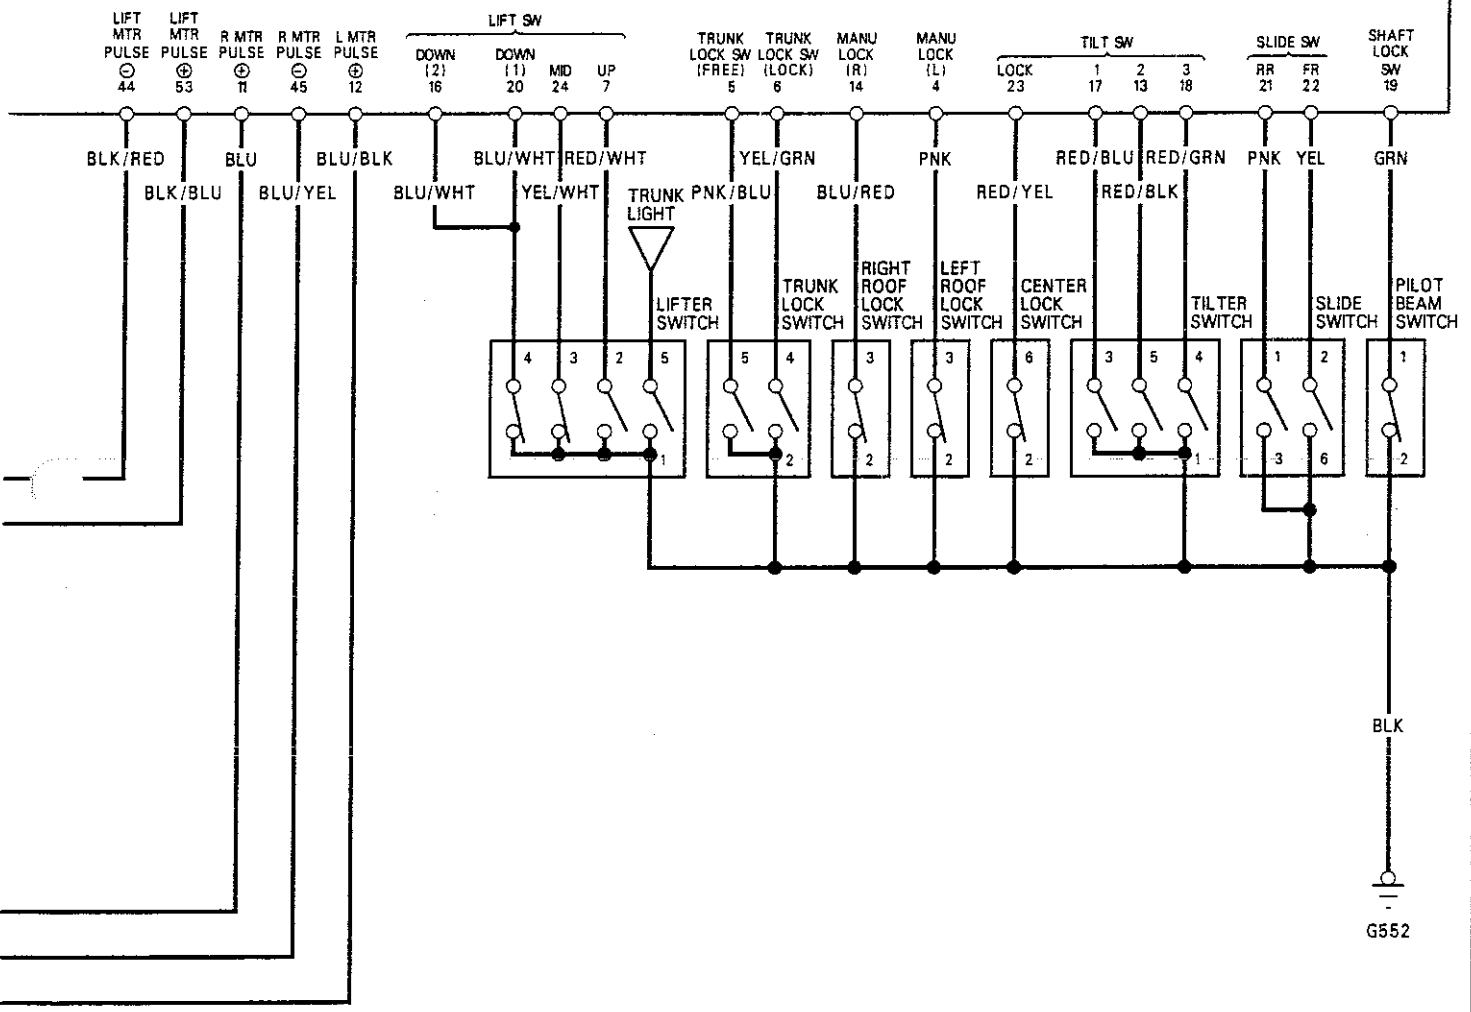 LIFT
MTR
PULSE
⊖
44
LIFT
MTR
PULSE
⊕
53
R MTR
PULSE
⊕
11
R MTR
PULSE
⊖
45
L MTR
PULSE
⊕
12
LIFT SW
DOWN
(2)
16
DOWN
(1)
20
MID
24
UP
7
TRUNK
LOCK SW
(FREE)
5
TRUNK
LOCK SW
(LOCK)
6
MANU
LOCK
(R)
14
MANU
LOCK
(L)
4
LOCK
23
TILT SW
1
17
2
13
3
18
SLIDE SW
RR
21
FR
22
SHAFT
LOCK
SW
19
BLK/RED
BLU
BLU/BLK
BLU/WHT
RED/WHT
YEL/GRN
PNK
RED/BLU
RED/GRN
PNK
YEL
GRN
BLK/BLU
BLU/YEL
BLU/WHT
YEL/WHT
PNK/BLU
BLU/RED
RED/YEL
RED/BLK
TRUNK
LIGHT
LIFTER
SWITCH
TRUNK
LOCK
SWITCH
RIGHT
ROOF
LOCK
SWITCH
LEFT
ROOF
LOCK
SWITCH
CENTER
LOCK
SWITCH
TILTER
SWITCH
SLIDE
SWITCH
PILOT
BEAM
SWITCH
4 3 2 5
5 4
3
3
6
3 5 4
1 2
1
1
2
2
2
2
1
3 6
2
BLK
G552